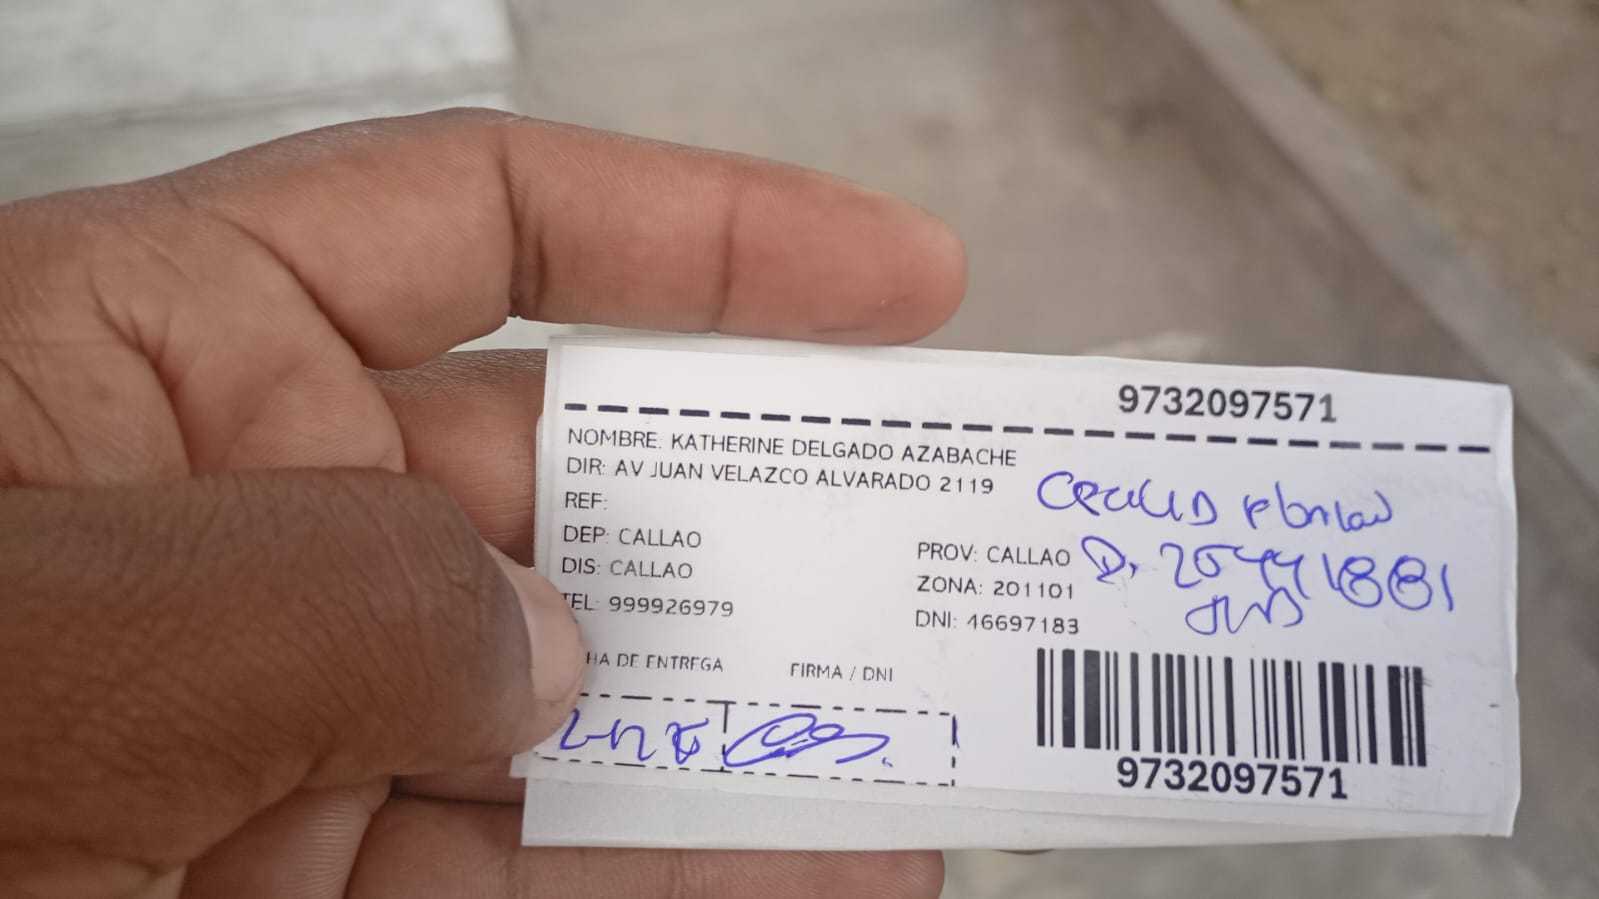 9732097571
NOMBRE: KATHERINE DELGADO AZABACHE
DIR: AV JUAN VELAZCO ALVARADO 2119
REF:
DEP: CALLAO
PROV: CALLAO
DIS: CALLAO
ZONA: 201101
TEL: 999926979
DNI: 46697183
D. 25441881
HA DE ENTREGA
FIRMA / DNI
9732097571